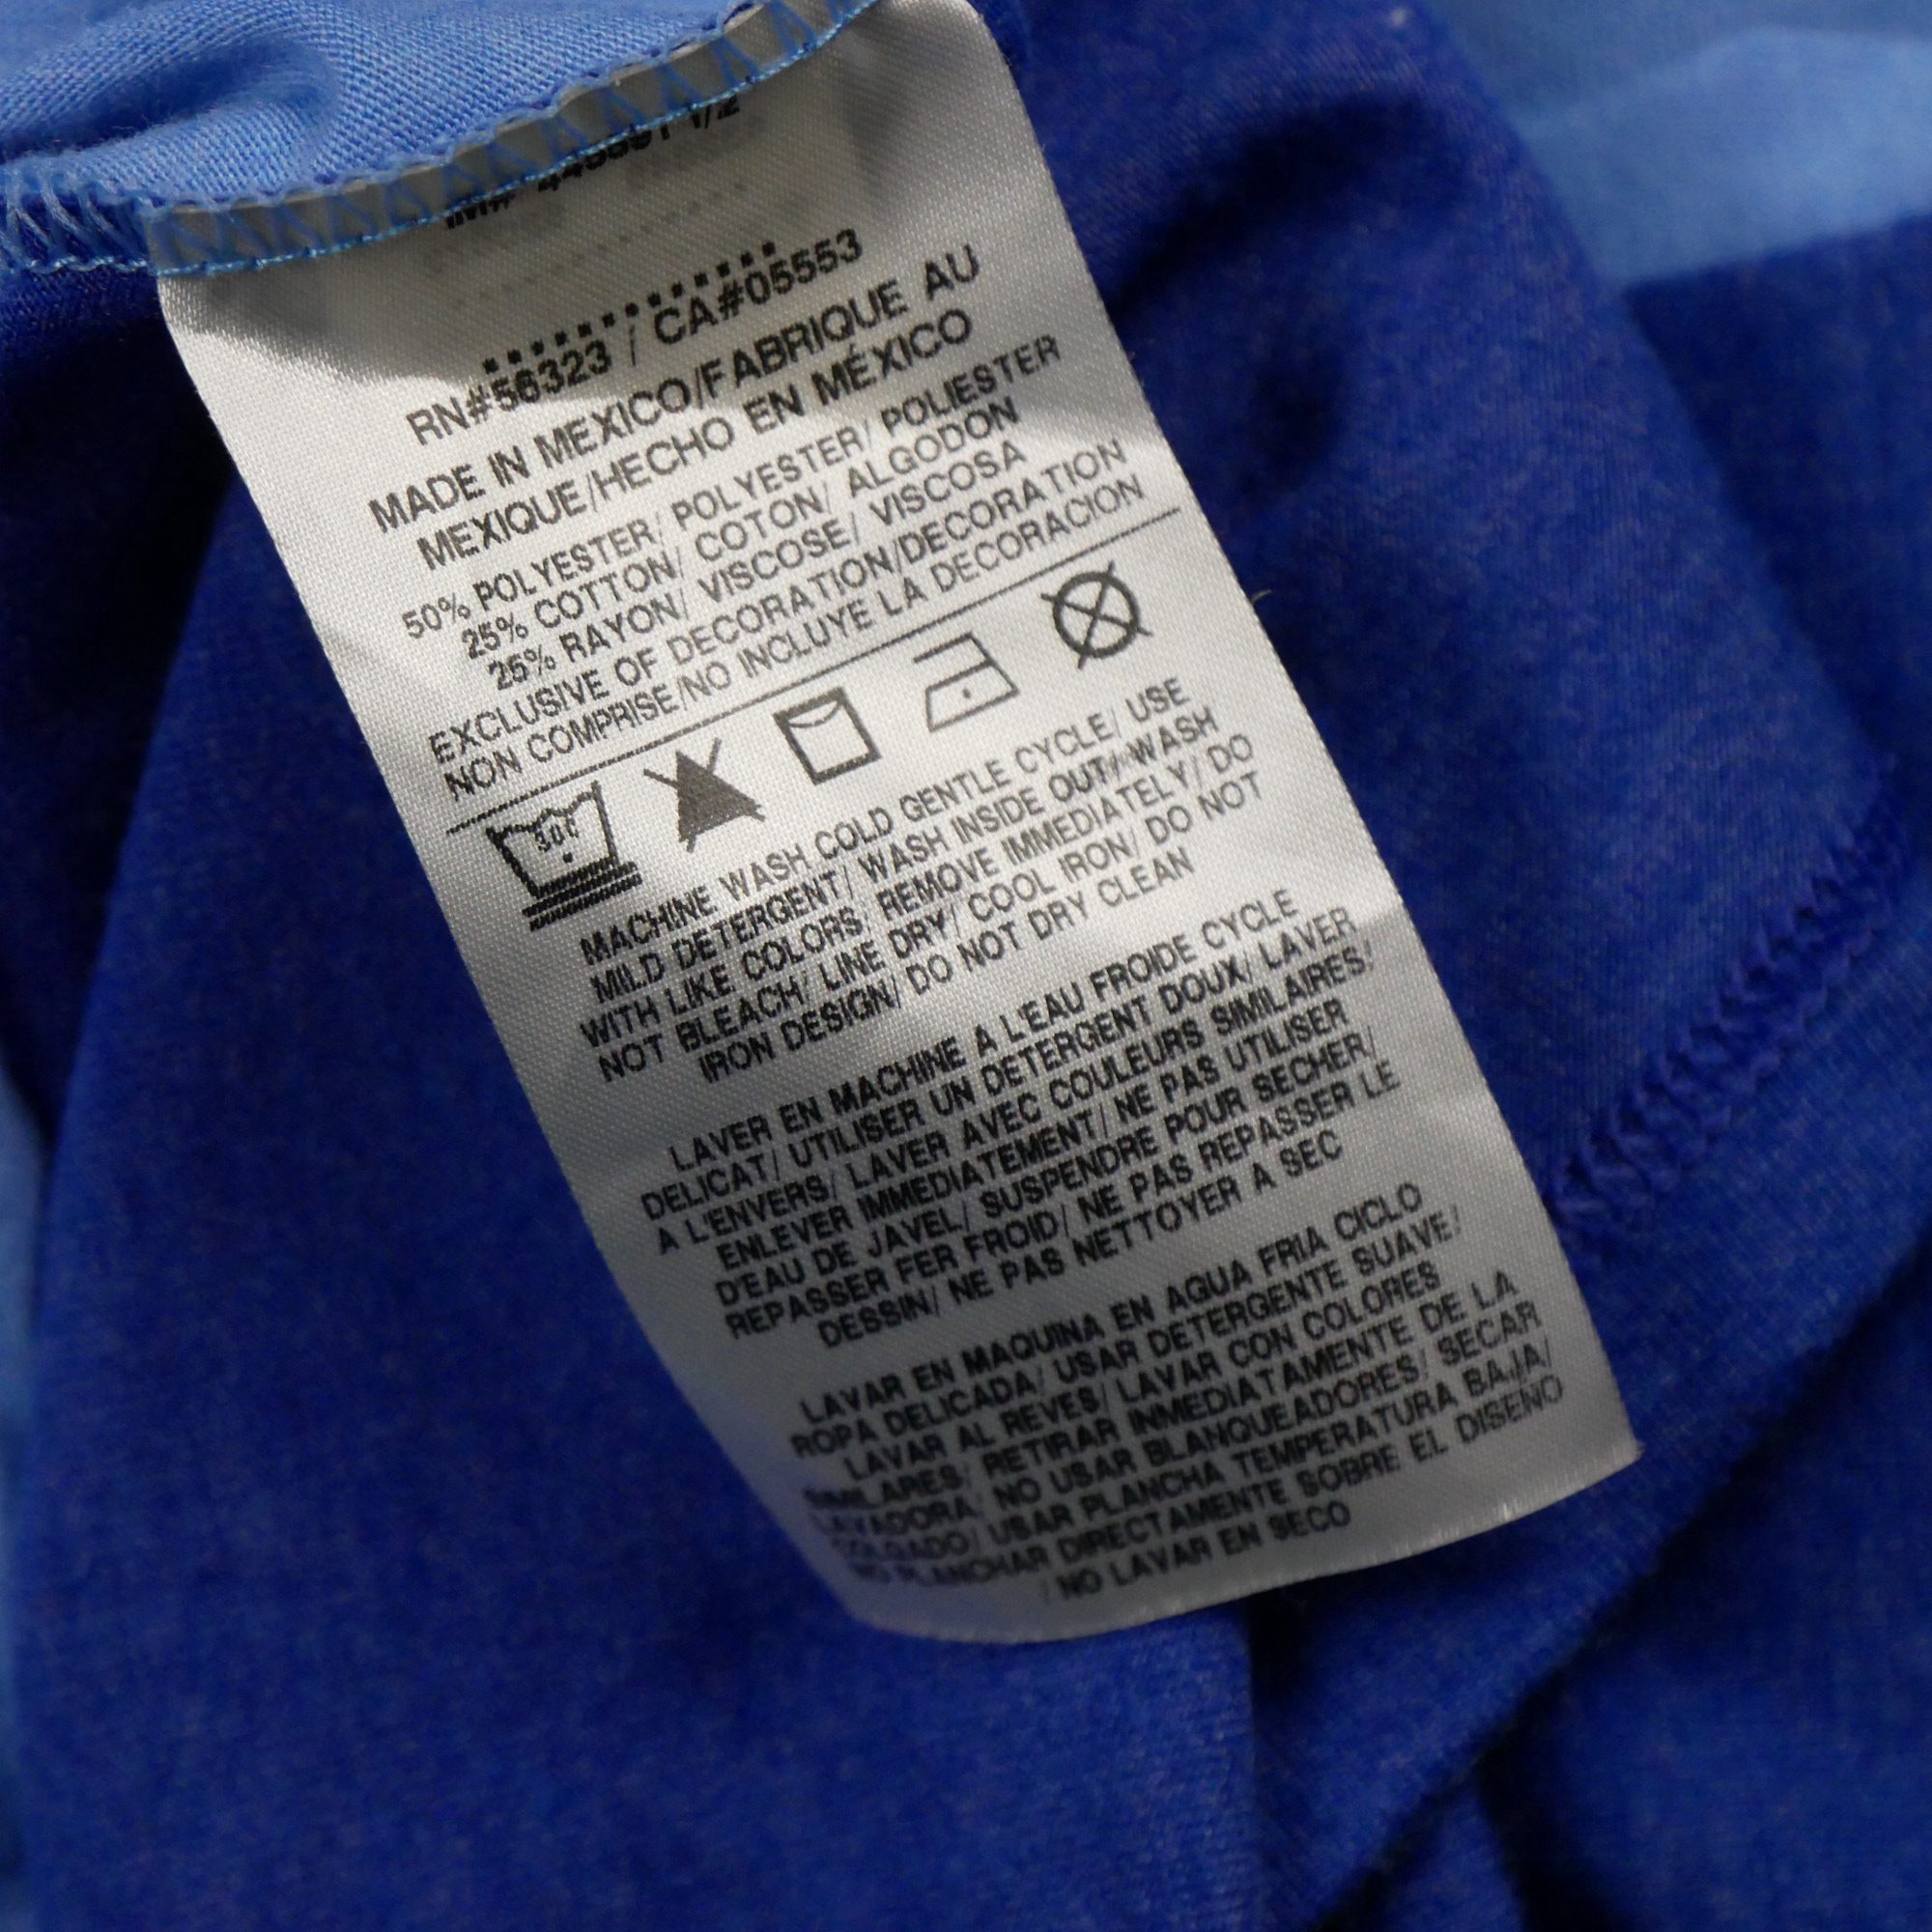 RN#56323 / CA#05553
MADE IN MEXICO/FABRIQUE AU
MEXIQUE/HECHO EN MÉXICO
50% POLYESTER/ POLYESTER/ POLIESTER
25% COTTON/ COTON/ ALGODON
25% RAYON/ VISCOSE/ VISCOSA
EXCLUSIVE OF DECORATION/DECORATION
NON COMPRISE/NO INCLUYE LA DECORACION
30C
MACHINE WASH COLD GENTLE CYCLE/ USE
MILD DETERGENT/ WASH INSIDE OUT/ WASH
WITH LIKE COLORS/ REMOVE IMMEDIATELY/ DO
NOT BLEACH/ LINE DRY/ COOL IRON/ DO NOT
IRON DESIGN/ DO NOT DRY CLEAN
LAVER EN MACHINE A L'EAU FROIDE CYCLE
DELICAT/ UTILISER UN DETERGENT DOUX/ LAVER
A L'ENVERS/ LAVER AVEC COULEURS SIMILAIRES/
ENLEVER IMMEDIATEMENT/ NE PAS UTILISER
D'EAU DE JAVEL/ SUSPENDRE POUR SECHER/
REPASSER FER FROID/ NE PAS REPASSER LE
DESSIN/ NE PAS NETTOYER A SEC
LAVAR EN MAQUINA EN AGUA FRIA CICLO
ROPA DELICADA/ USAR DETERGENTE SUAVE/
LAVAR AL REVES/ LAVAR CON COLORES
SIMILARES/ RETIRAR INMEDIATAMENTE DE LA
LAVADORA/ NO USAR BLANQUEADORES/ SECAR
COLGADO/ USAR PLANCHA TEMPERATURA BAJA/
NO PLANCHAR DIRECTAMENTE SOBRE EL DISENO
/ NO LAVAR EN SECO